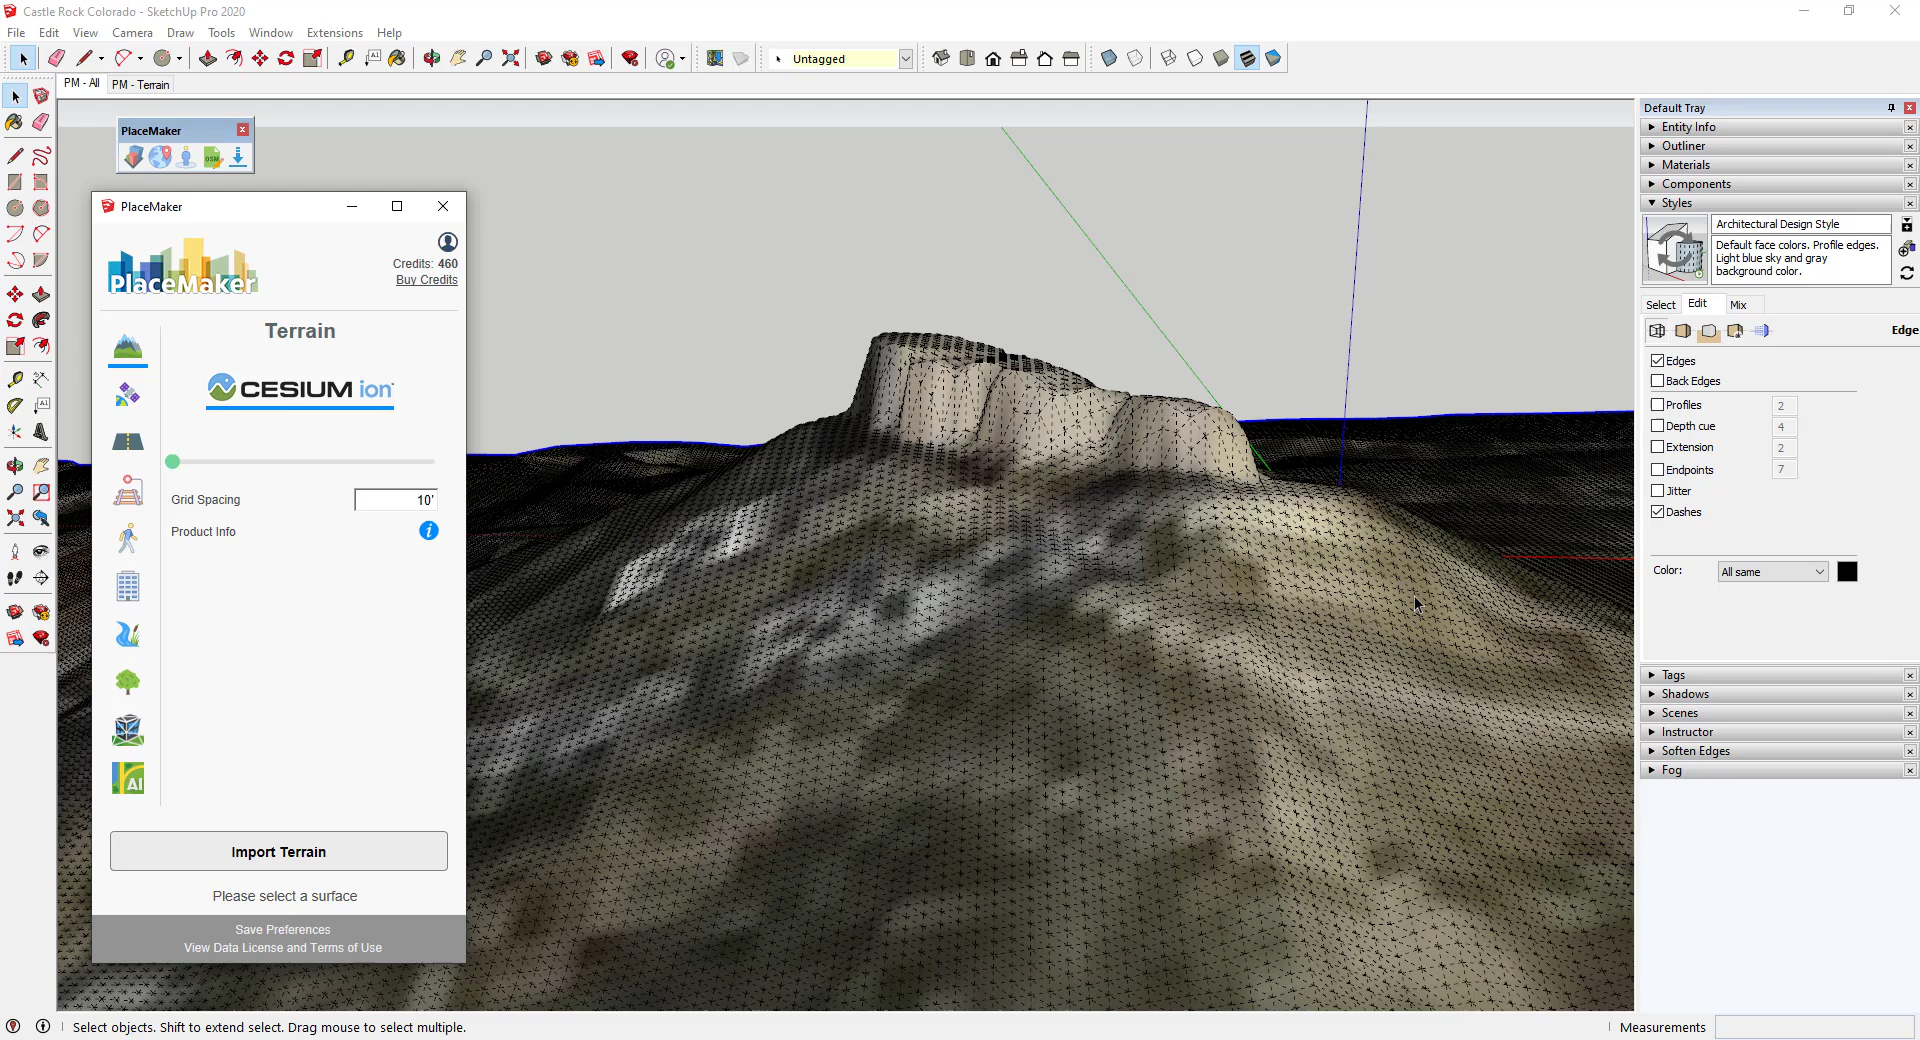 Castle Rock Colorado - SketchUp Pro 2020
File Edit View Camera Draw Tools Window Extensions Help
Untagged
PM - All PM - Terrain
PlaceMaker
OSM
PlaceMaker
PlaceMaker
Credits: 460
Buy Credits
Terrain
CESIUM ion
Grid Spacing 10'
Product Info
AI
Import Terrain
Please select a surface
Save Preferences
View Data License and Terms of Use
Default Tray
Entity Info
Outliner
Materials
Components
Styles
Architectural Design Style
Default face colors. Profile edges.
Light blue sky and gray
background color.
Select Edit Mix
Edge
Edges
Back Edges
Profiles 2
Depth cue 4
Extension 2
Endpoints 7
Jitter
Dashes
Color: All same
Tags
Shadows
Scenes
Instructor
Soften Edges
Fog
Select objects. Shift to extend select. Drag mouse to select multiple.
Measurements